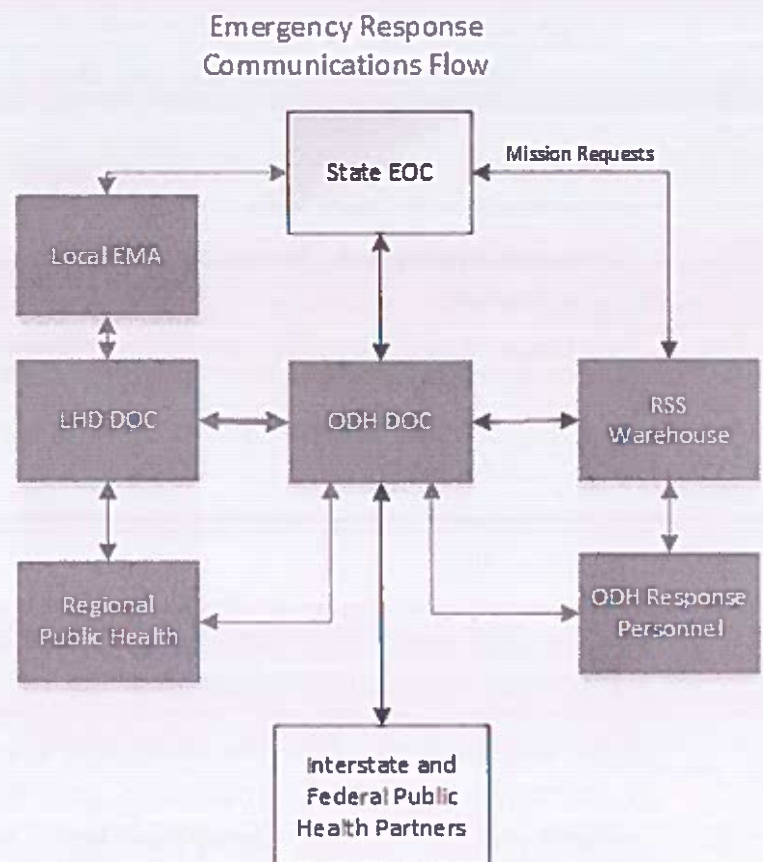 Emergency Response
Communications Flow
State EOC
Mission Requests
Local EMA
LHD DOC
ODH DOC
RSS
Warehouse
Regional
Public Health
ODH Response
Personnel
Interstate and
Federal Public
Health Partners